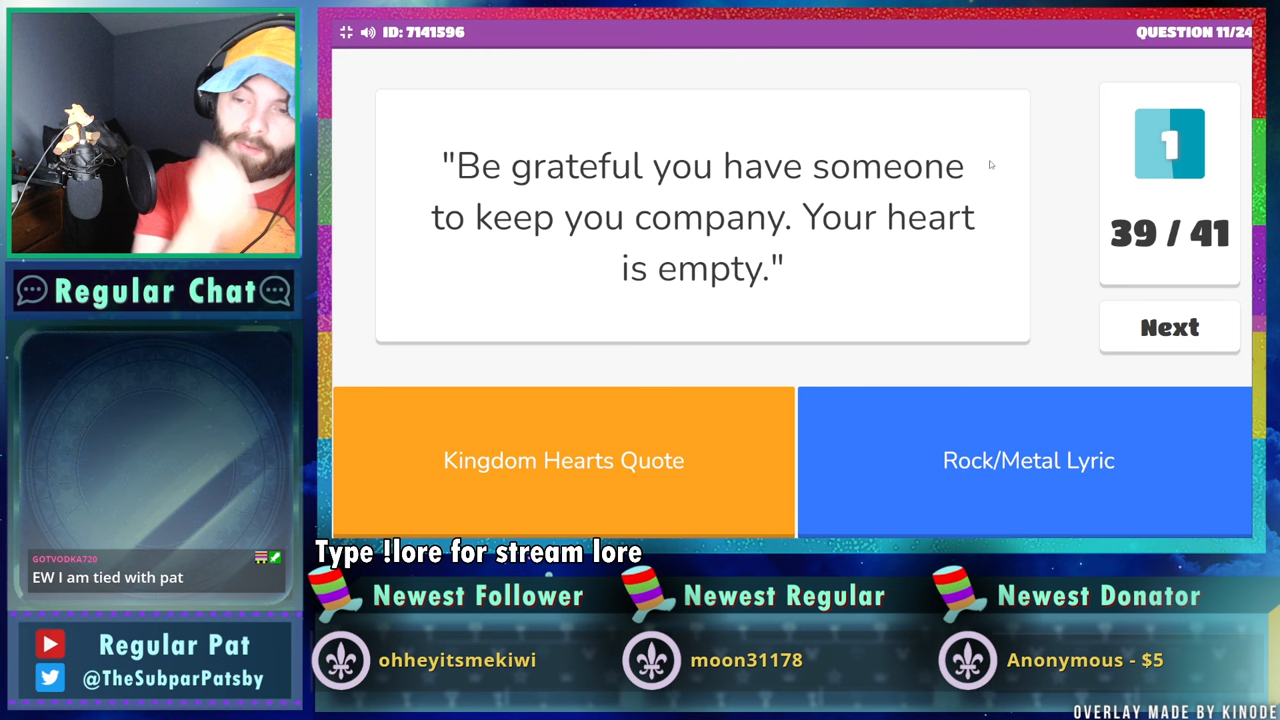 ID: 7141596
QUESTION 11/24
"Be grateful you have someone
to keep you company. Your heart
is empty."
1
39 / 41
Next
Kingdom Hearts Quote
Rock/Metal Lyric
Regular Chat
GOTVODKA720
EW I am tied with pat
Regular Pat
@TheSubparPatsby
Type !lore for stream lore
Newest Follower
ohheyitsmekiwi
Newest Regular
moon31178
Newest Donator
Anonymous - $5
OVERLAY MADE BY KINODE